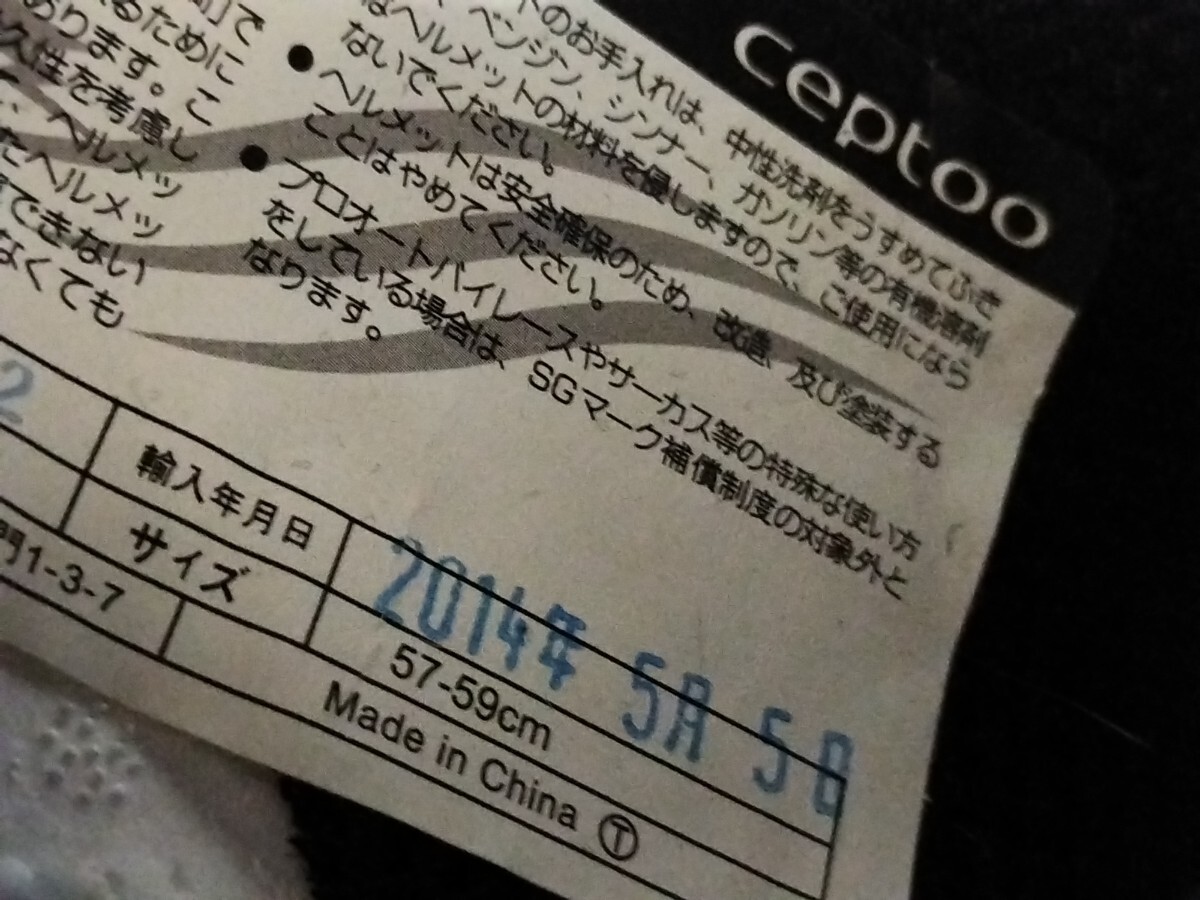 ceptoo
で
るために
あります。こ
久性を考慮し
、ヘルメッ
たヘルメッ
できない
なくても
トのお手入れは、中性洗剤をうすめてふき
、ベンジン、シンナー、ガソリン等の有機溶剤
はヘルメットの材料を侵しますので、ご使用になら
ないでください。
●ヘルメットは安全確保のため、改造、及び塗装する
ことはやめてください。
●プロオートバイレースやサーカス等の特殊な使い方
をしている場合は、SGマーク補償制度の対象外と
なります。
2
輸入年月日 2014年 5月 5日
サイズ 57-59cm
門1-3-7
Made in China Ⓣ